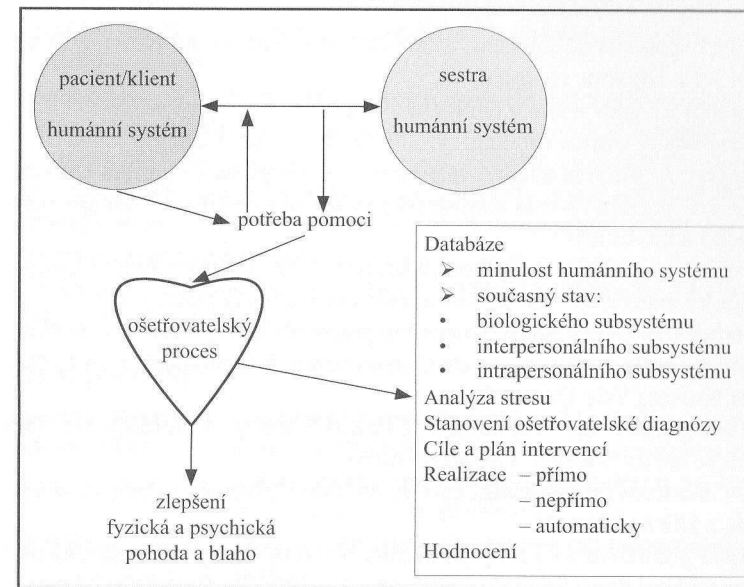 pacient/klient
humánní systém
sestra
humánní systém
potřeba pomoci
ošetřovatelský
proces
zlepšení
fyzická a psychická
pohoda a blaho
Databáze
➢ minulost humánního systému
➢ současný stav:
• biologického subsystému
• interpersonálního subsystému
• intrapersonálního subsystému
Analýza stresu
Stanovení ošetřovatelské diagnózy
Cíle a plán intervencí
Realizace – přímo
– nepřímo
– automaticky
Hodnocení